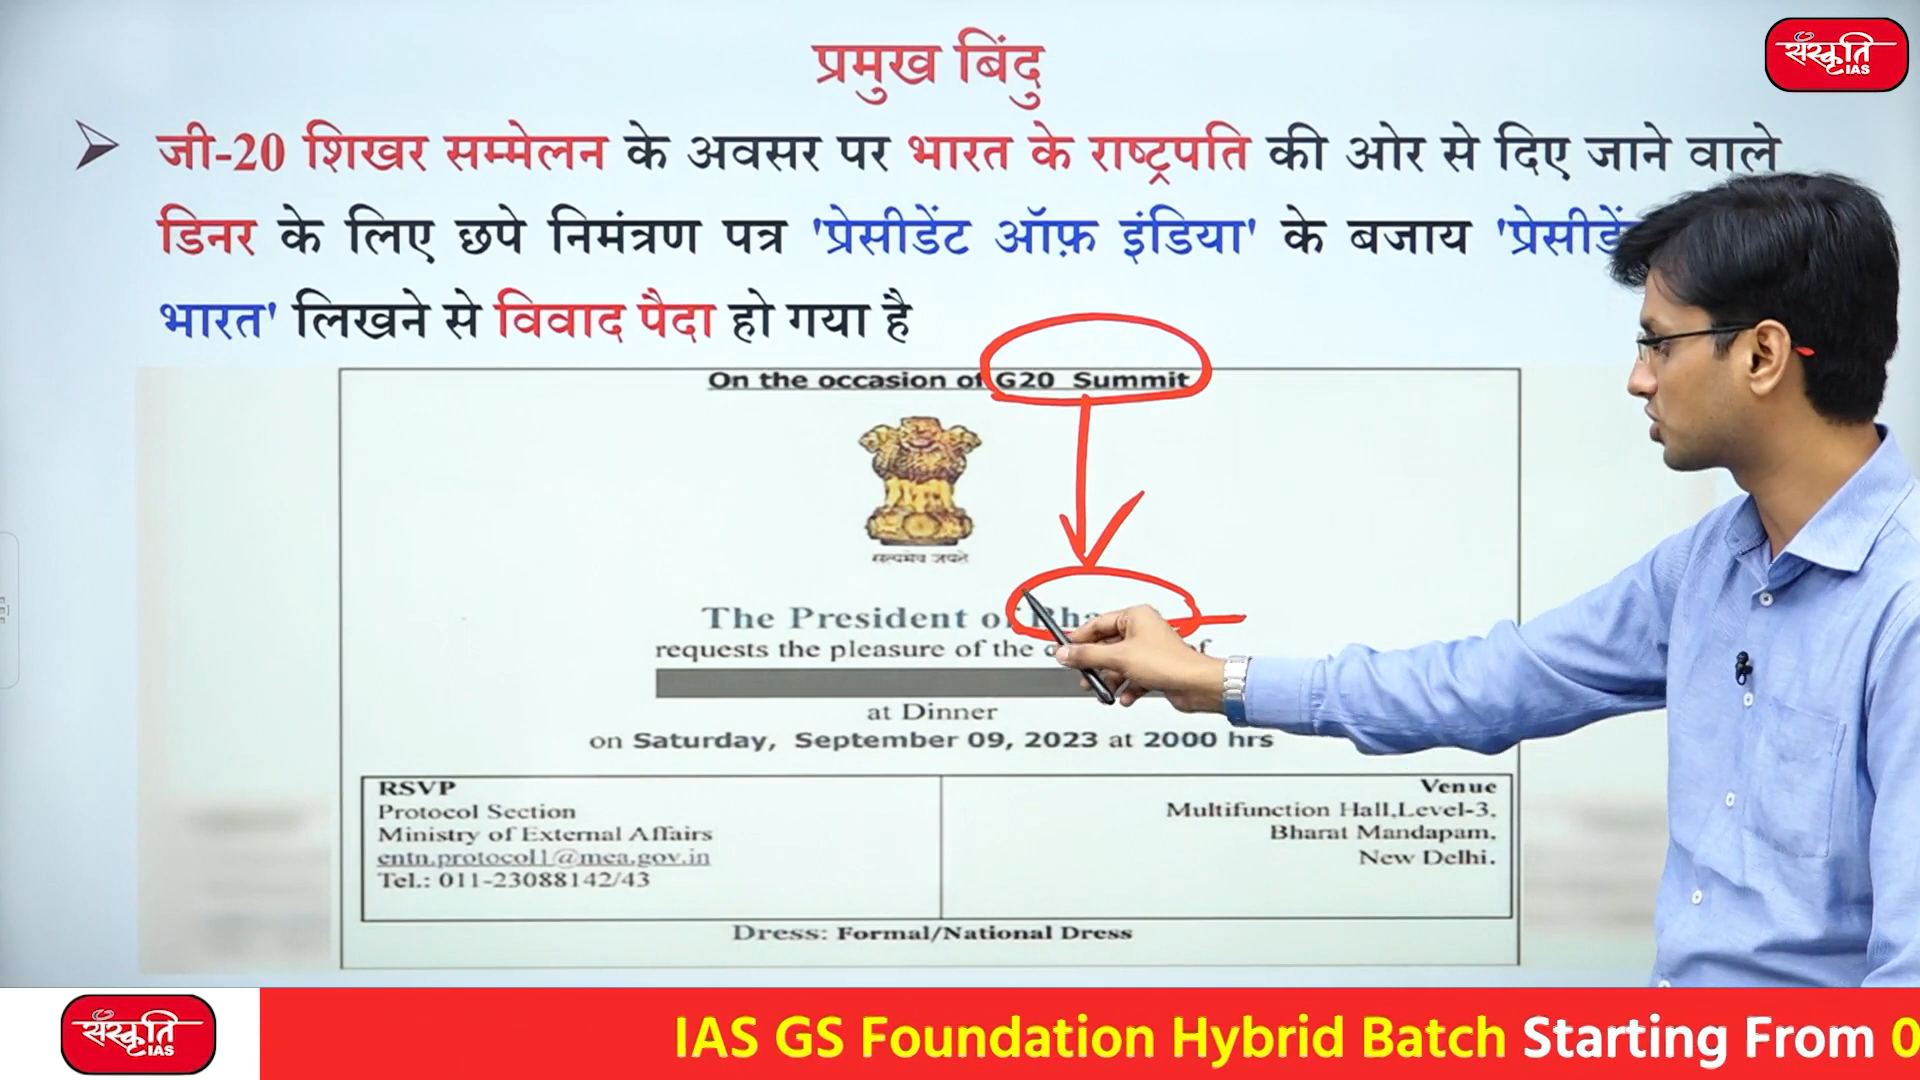 प्रमुख बिंदु
संस्कृति
IAS
➢ जी-20 शिखर सम्मेलन के अवसर पर भारत के राष्ट्रपति की ओर से दिए जाने वाले
डिनर के लिए छपे निमंत्रण पत्र 'प्रेसीडेंट ऑफ़ इंडिया' के बजाय
भारत' लिखने से विवाद पैदा हो गया है
On the occasion of G20 Summit
सत्यमेव जयते
The President of
requests the pleasure of the
at Dinner
on Saturday, September 09, 2023 at 2000 hrs
RSVP
Protocol Section
Ministry of External Affairs
entn.protocol1@mea.gov.in
Tel.: 011-23088142/43
Venue
Multifunction Hall,Level-3,
Bharat Mandapam,
New Delhi.
Dress: Formal/National Dress
संस्कृति
IAS
IAS GS Foundation Hybrid Batch Starting From 0